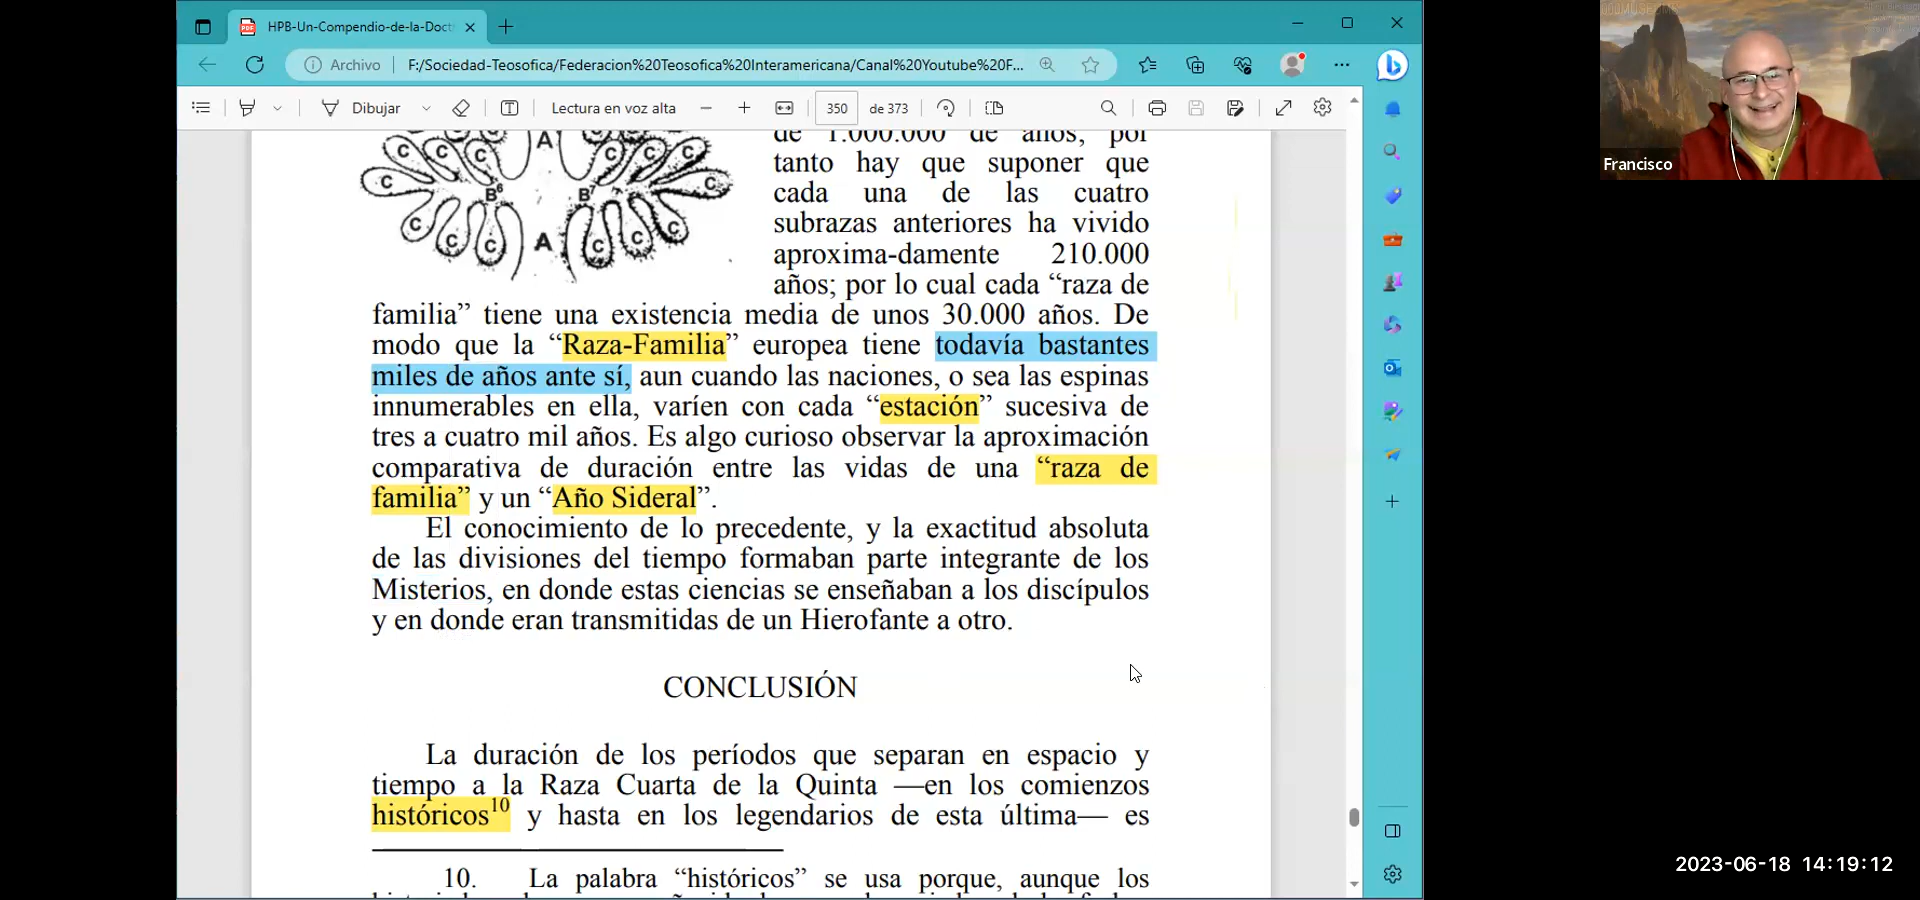 HPB-Un-Compendio-de-la-Doct
Archivo
F:/Sociedad-Teosofica/Federacion%20Teosofica%20Interamericana/Canal%20Youtube%20F...
Dibujar
Lectura en voz alta
350
de 373
de 1.000.000 de años, por
tanto hay que suponer que
cada una de las cuatro
subrazas anteriores ha vivido
aproxima-damente 210.000
años; por lo cual cada “raza de
familia” tiene una existencia media de unos 30.000 años. De
modo que la “Raza-Familia” europea tiene todavía bastantes
miles de años ante sí, aun cuando las naciones, o sea las espinas
innumerables en ella, varíen con cada “estación” sucesiva de
tres a cuatro mil años. Es algo curioso observar la aproximación
comparativa de duración entre las vidas de una “raza de
familia” y un “Año Sideral”.
El conocimiento de lo precedente, y la exactitud absoluta
de las divisiones del tiempo formaban parte integrante de los
Misterios, en donde estas ciencias se enseñaban a los discípulos
y en donde eran transmitidas de un Hierofante a otro.
CONCLUSIÓN
La duración de los períodos que separan en espacio y
tiempo a la Raza Cuarta de la Quinta —en los comienzos
históricos10 y hasta en los legendarios de esta última— es
10. La palabra “históricos” se usa porque, aunque los
A
C
C
C
C
C
C
C
C
B6
B7
C
C
C
A
C
C
C
Francisco
2023-06-18 14:19:12